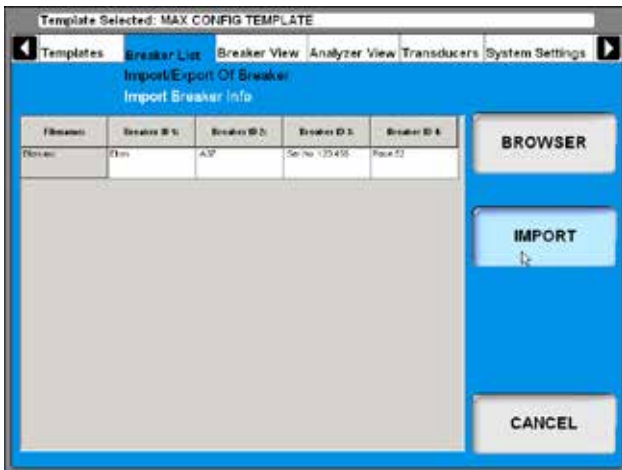 Template Selected: MAX CONFIG TEMPLATE
Templates Breaker List Breaker View Analyzer View Transducers System Settings
Import/Export Of Breaker
Import Breaker Info
Filenames Breaker ID 1: Breaker ID 2: Breaker ID 3: Breaker ID 4:
BROWSER
IMPORT
CANCEL